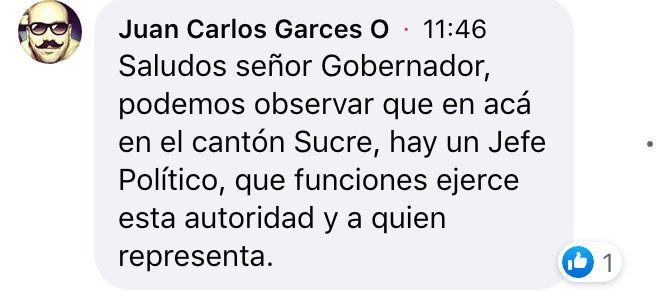 Juan Carlos Garces O · 11:46
Saludos señor Gobernador,
podemos observar que en acá
en el cantón Sucre, hay un Jefe
Político, que funciones ejerce
esta autoridad y a quien
representa.
1